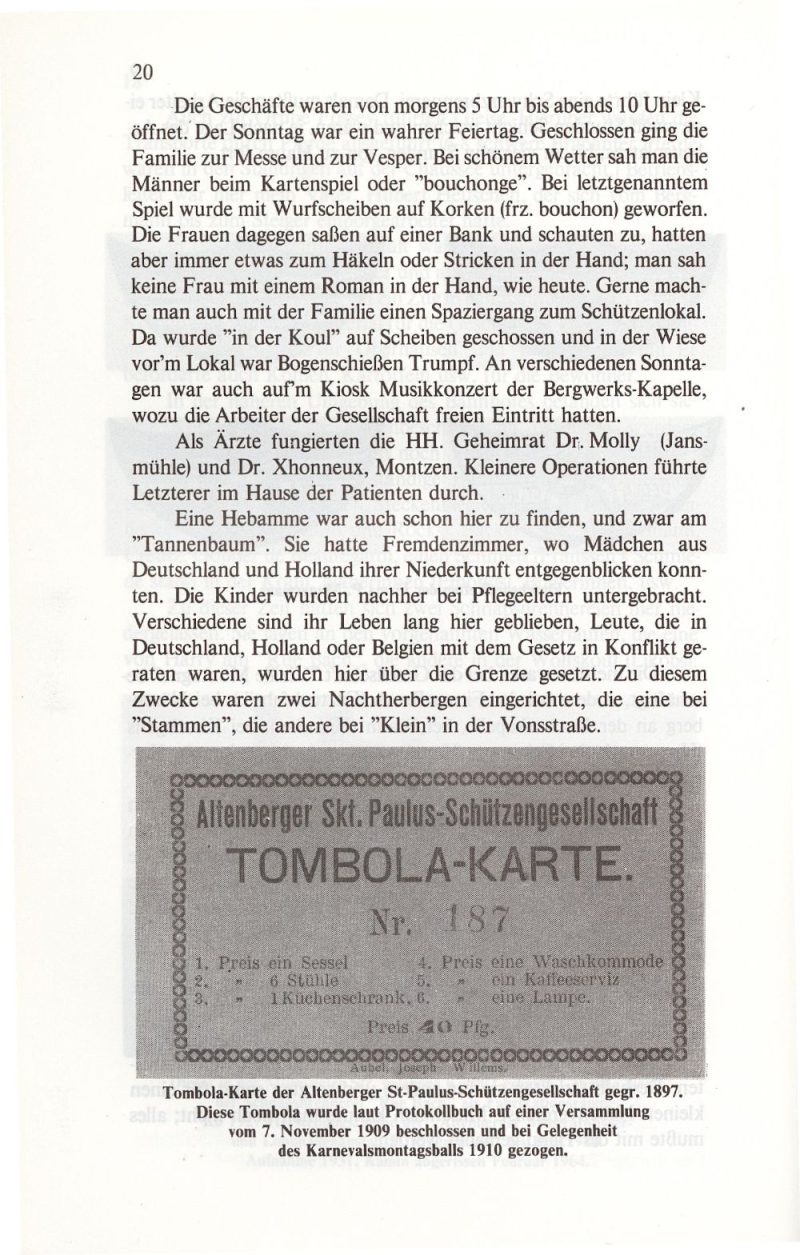 20
Die Geschäfte waren von morgens 5 Uhr bis abends 10 Uhr ge-
öffnet. Der Sonntag war ein wahrer Feiertag. Geschlossen ging die
Familie zur Messe und zur Vesper. Bei schönem Wetter sah man die
Männer beim Kartenspiel oder ”bouchonge”. Bei letztgenanntem
Spiel wurde mit Wurfscheiben auf Korken (frz. bouchon) geworfen.
Die Frauen dagegen saßen auf einer Bank und schauten zu, hatten
aber immer etwas zum Häkeln oder Stricken in der Hand; man sah
keine Frau mit einem Roman in der Hand, wie heute. Gerne mach-
te man auch mit der Familie einen Spaziergang zum Schützenlokal.
Da wurde ”in der Koul” auf Scheiben geschossen und in der Wiese
vor'm Lokal war Bogenschießen Trumpf. An verschiedenen Sonnta-
gen war auch auf'm Kiosk Musikkonzert der Bergwerks-Kapelle,
wozu die Arbeiter der Gesellschaft freien Eintritt hatten.
Als Ärzte fungierten die HH. Geheimrat Dr. Molly (Jans-
mühle) und Dr. Xhonneux, Montzen. Kleinere Operationen führte
Letzterer im Hause der Patienten durch.
Eine Hebamme war auch schon hier zu finden, und zwar am
”Tannenbaum”. Sie hatte Fremdenzimmer, wo Mädchen aus
Deutschland und Holland ihrer Niederkunft entgegenblicken konn-
ten. Die Kinder wurden nachher bei Pflegeeltern untergebracht.
Verschiedene sind ihr Leben lang hier geblieben, Leute, die in
Deutschland, Holland oder Belgien mit dem Gesetz in Konflikt ge-
raten waren, wurden hier über die Grenze gesetzt. Zu diesem
Zwecke waren zwei Nachtherbergen eingerichtet, die eine bei
”Stammen”, die andere bei ”Klein” in der Vonsstraße.
Altenberger Skt. Paulus-Schützengesellschaft
TOMBOLA-KARTE.
Nr. 187
1. Preis ein Sessel 4. Preis eine Waschkommode
2. „ 6 Stühle 5. „ ein Kaffeeserviz
3. „ 1 Küchenschrank. 6. „ eine Lampe.
Preis 40 Pfg.
Aubel, Joseph Willems.
Tombola-Karte der Altenberger St-Paulus-Schützengesellschaft gegr. 1897.
Diese Tombola wurde laut Protokollbuch auf einer Versammlung
vom 7. November 1909 beschlossen und bei Gelegenheit
des Karnevalsmontagsballs 1910 gezogen.